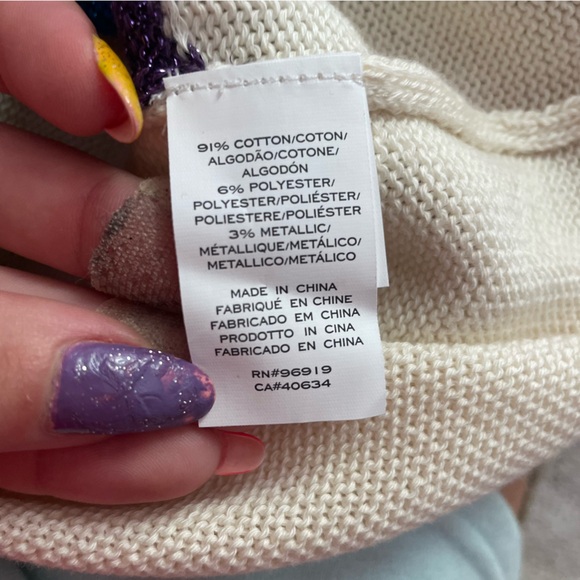 91% COTTON/COTON/
ALGODÃO/COTONE/
ALGODÓN
6% POLYESTER/
POLYESTER/POLIÉSTER/
POLIESTERE/POLIÉSTER
3% METALLIC/
MÉTALLIQUE/METÁLICO/
METALLICO/METÁLICO
MADE IN CHINA
FABRIQUÉ EN CHINE
FABRICADO EM CHINA
PRODOTTO IN CINA
FABRICADO EN CHINA
RN#96919
CA#40634